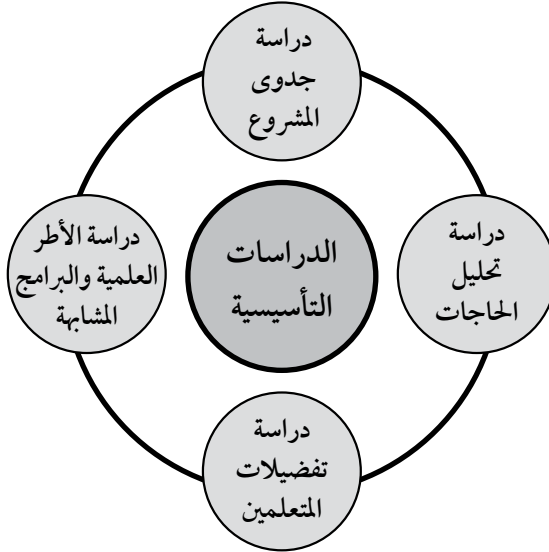 دراسة
جدوى
المشروع
دراسة
تحليل
الحاجات
الدراسات
التأسيسية
دراسة الأطر
العلمية والبرامج
المشابهة
دراسة
تفضيلات
المتعلمين